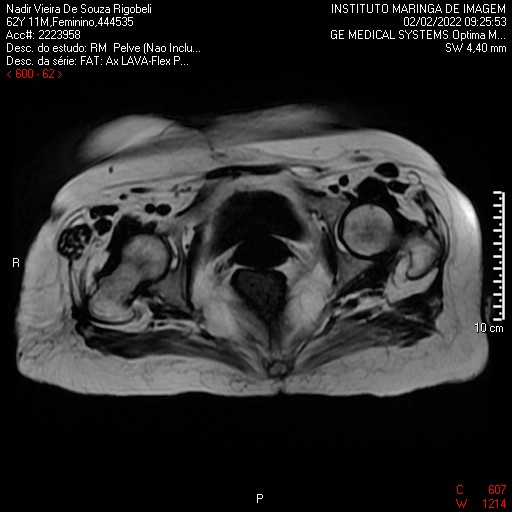 Nadir Vieira De Souza Rigobeli
62Y 11M,Feminino,444535
Acc#: 2223958
Desc. do estudo: RM Pelve (Nao Inclu...
Desc. da série: FAT: Ax LAVA-Flex P...
< 600 - 62 >
INSTITUTO MARINGA DE IMAGEM
02/02/2022 09:25:53
GE MEDICAL SYSTEMS Optima M...
SW 4,40 mm
R
10 cm
P
C 607
W 1214